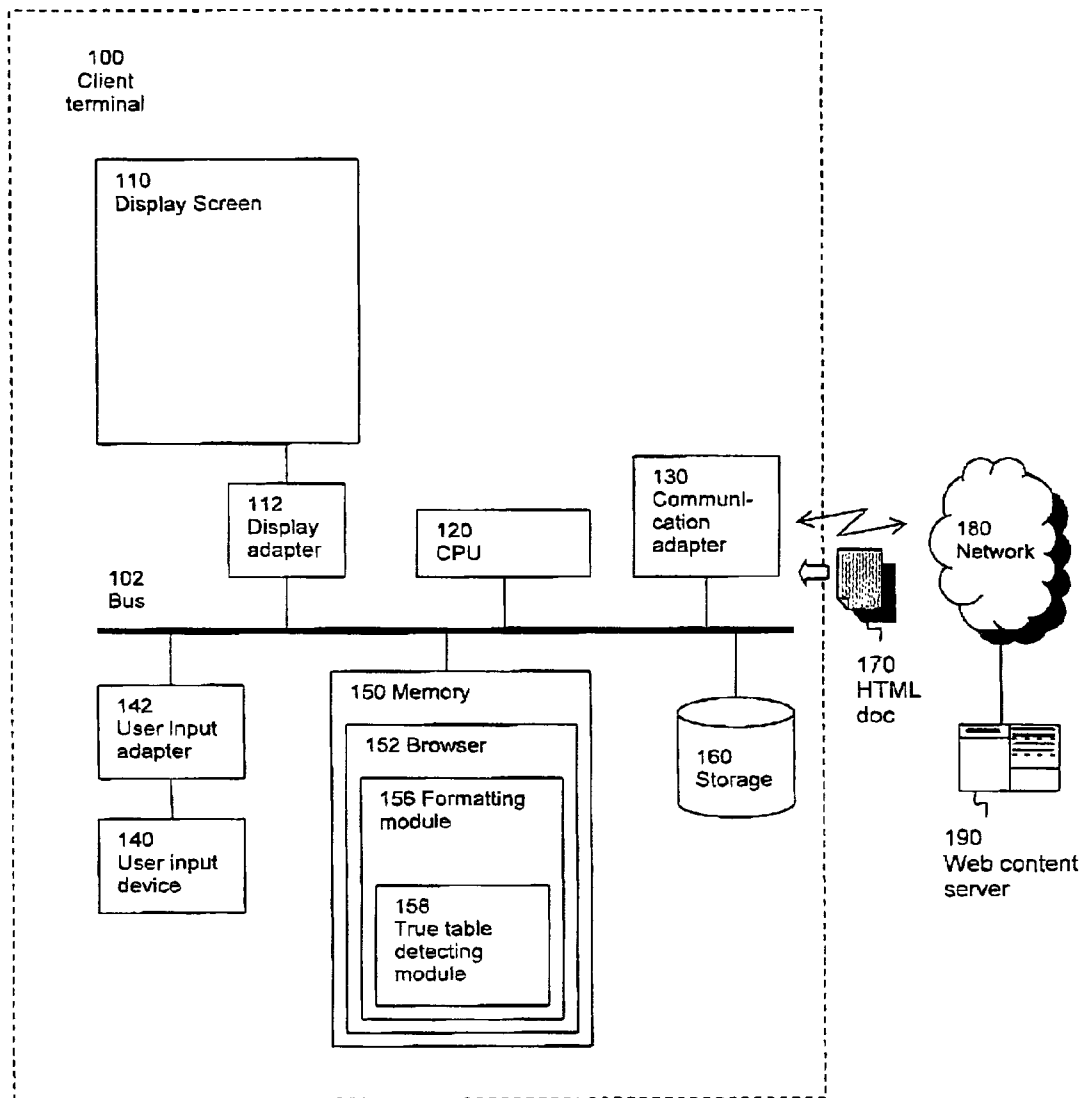 100
Client
terminal
110
Display Screen
112
Display
adapter
120
CPU
130
Communi-
cation
adapter
180
Network
102
Bus
170
HTML
doc
142
User Input
adapter
150 Memory
152 Browser
156 Formatting
module
158
True table
detecting
module
160
Storage
140
User input
device
190
Web content
server